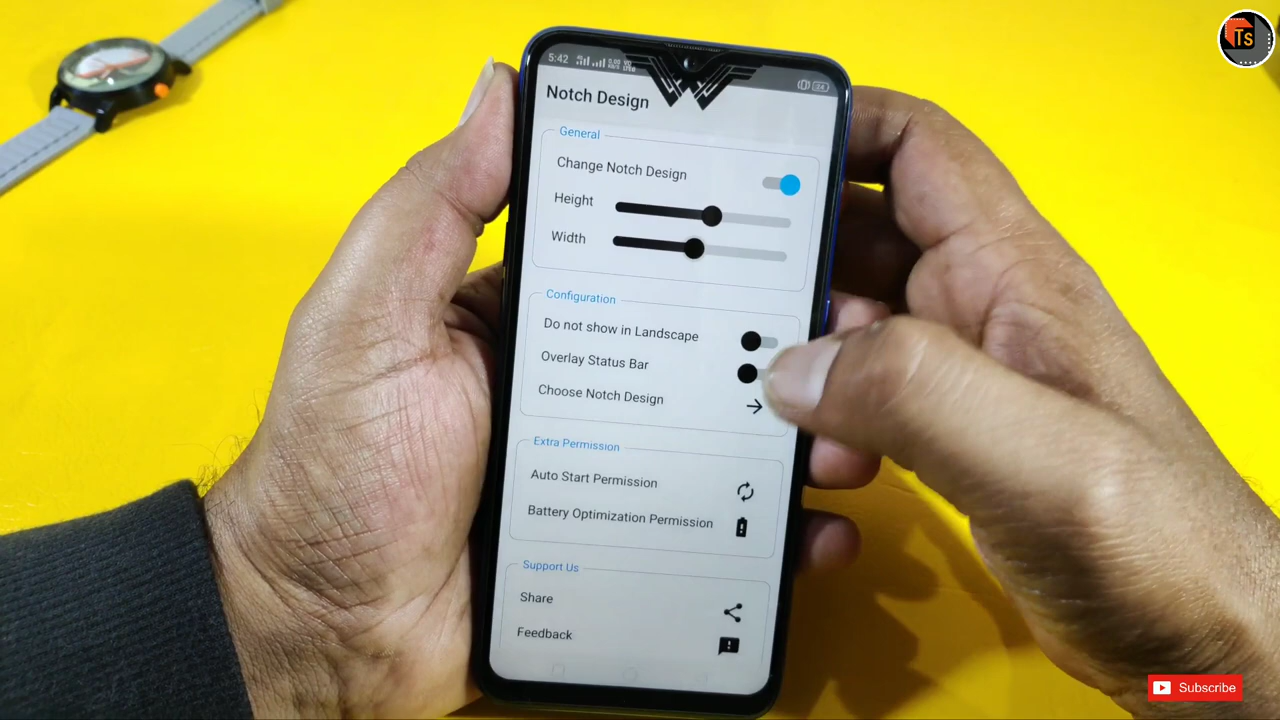 5:42
24
Notch Design
General
Change Notch Design
Height
Width
Configuration
Do not show in Landscape
Overlay Status Bar
Choose Notch Design
Extra Permission
Auto Start Permission
Battery Optimization Permission
Support Us
Share
Feedback
Ts
Subscribe